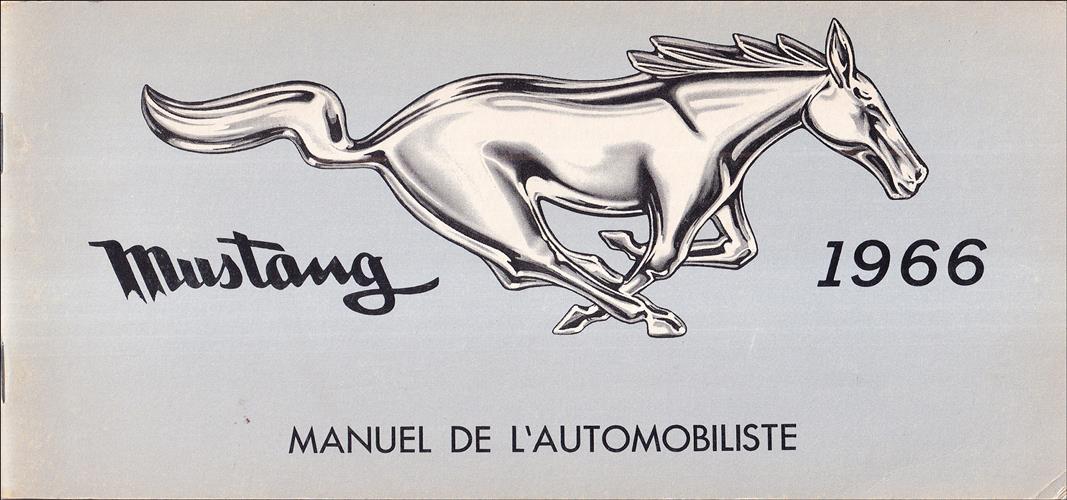 Mustang
1966
MANUEL DE L'AUTOMOBILISTE